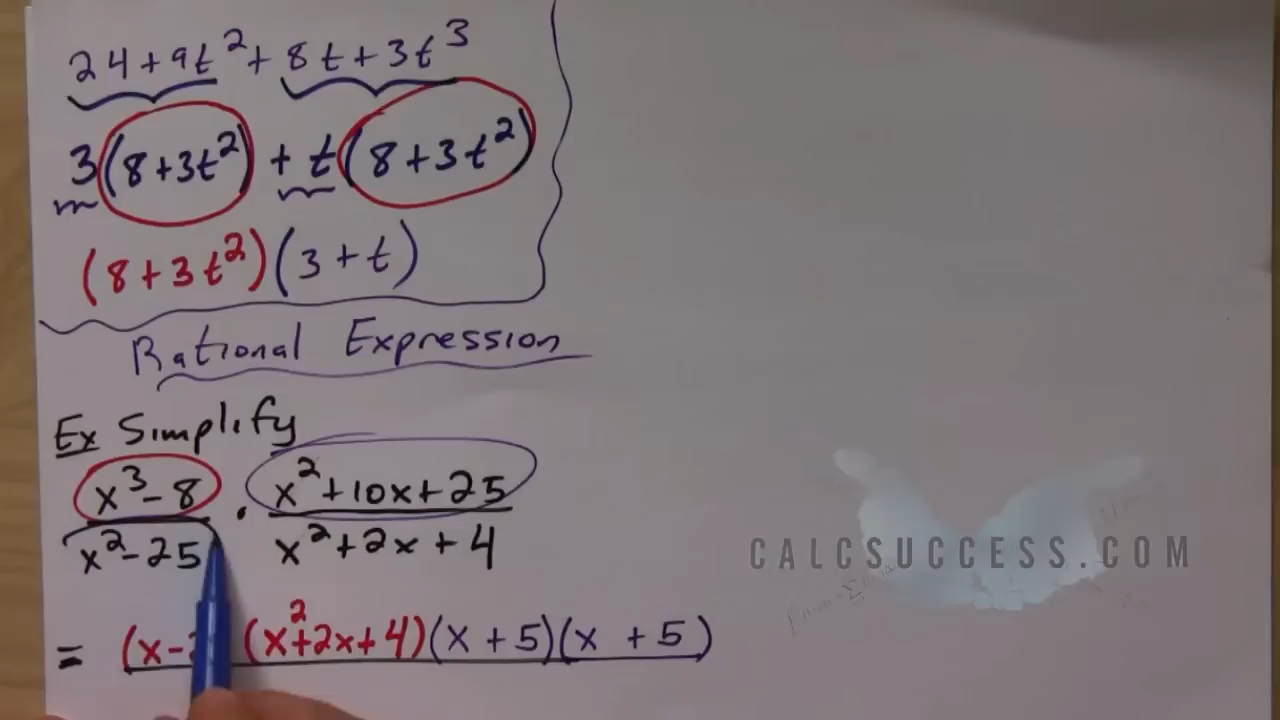 24+9t²+8t+3t³
3(8+3t²)+t(8+3t²)
(8+3t²)(3+t)
Rational Expression
Ex Simplify
x³-8 / x²-25 · x²+10x+25 / x²+2x+4
CALCSUCCESS.COM
= (x- (x²+2x+4)(x+5)(x +5)